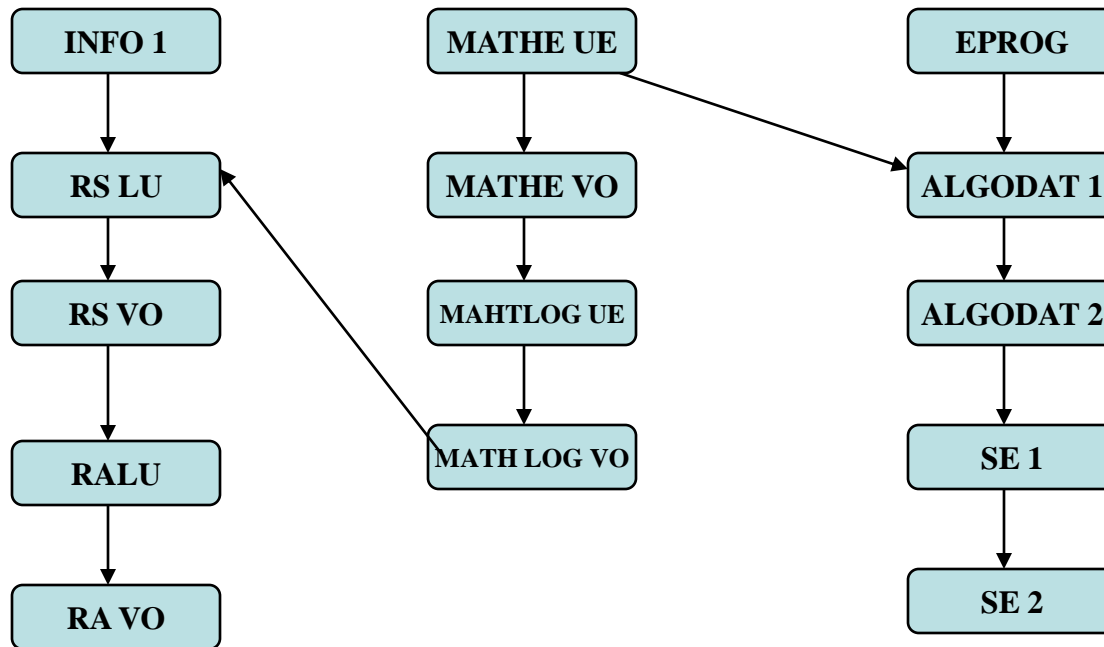 INFO 1
MATHE UE
EPROG
RS LU
MATHE VO
ALGODAT 1
RS VO
MAHTLOG UE
ALGODAT 2
RALU
MATH LOG VO
SE 1
RA VO
SE 2